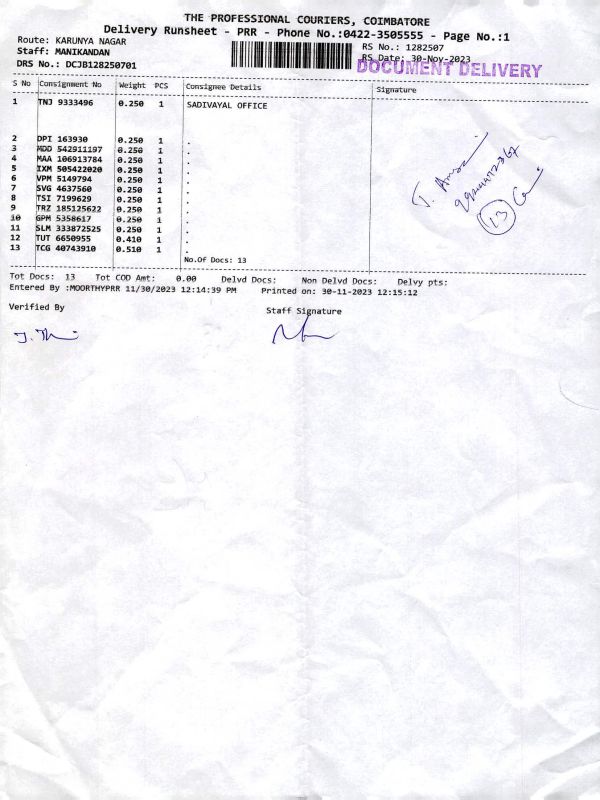 THE PROFESSIONAL COURIERS, COIMBATORE
Delivery Runsheet - PRR - Phone No.:0422-3505555 - Page No.:1
Route: KARUNYA NAGAR
RS No.: 1282507
Staff: MANIKANDAN
RS Date: 30-Nov-2023
DRS No.: DCJB128250701
DOCUMENT DELIVERY
S No Consignment No Weight PCS Consignee Details Signature
1 TNJ 9333496 0.250 1 SADIVAYAL OFFICE
2 DPI 163930 0.250 1 .
3 MDD 542911197 0.250 1 .
4 MAA 106913784 0.250 1 .
5 IXM 505422020 0.250 1 .
6 VPM 5149794 0.250 1 .
7 SVG 4637560 0.250 1 .
8 TSI 7199629 0.250 1 .
9 TRZ 185125622 0.250 1 .
10 GPM 5358617 0.250 1 .
11 SLM 333872525 0.250 1 .
12 TUT 6650955 0.410 1 .
13 TCG 40743910 0.510 1 .
No.Of Docs: 13
13
Tot Docs: 13 Tot COD Amt: 0.00 Delvd Docs: Non Delvd Docs: Delvy pts:
Entered By :MOORTHYPRR 11/30/2023 12:14:39 PM Printed on: 30-11-2023 12:15:12
Verified By Staff Signature